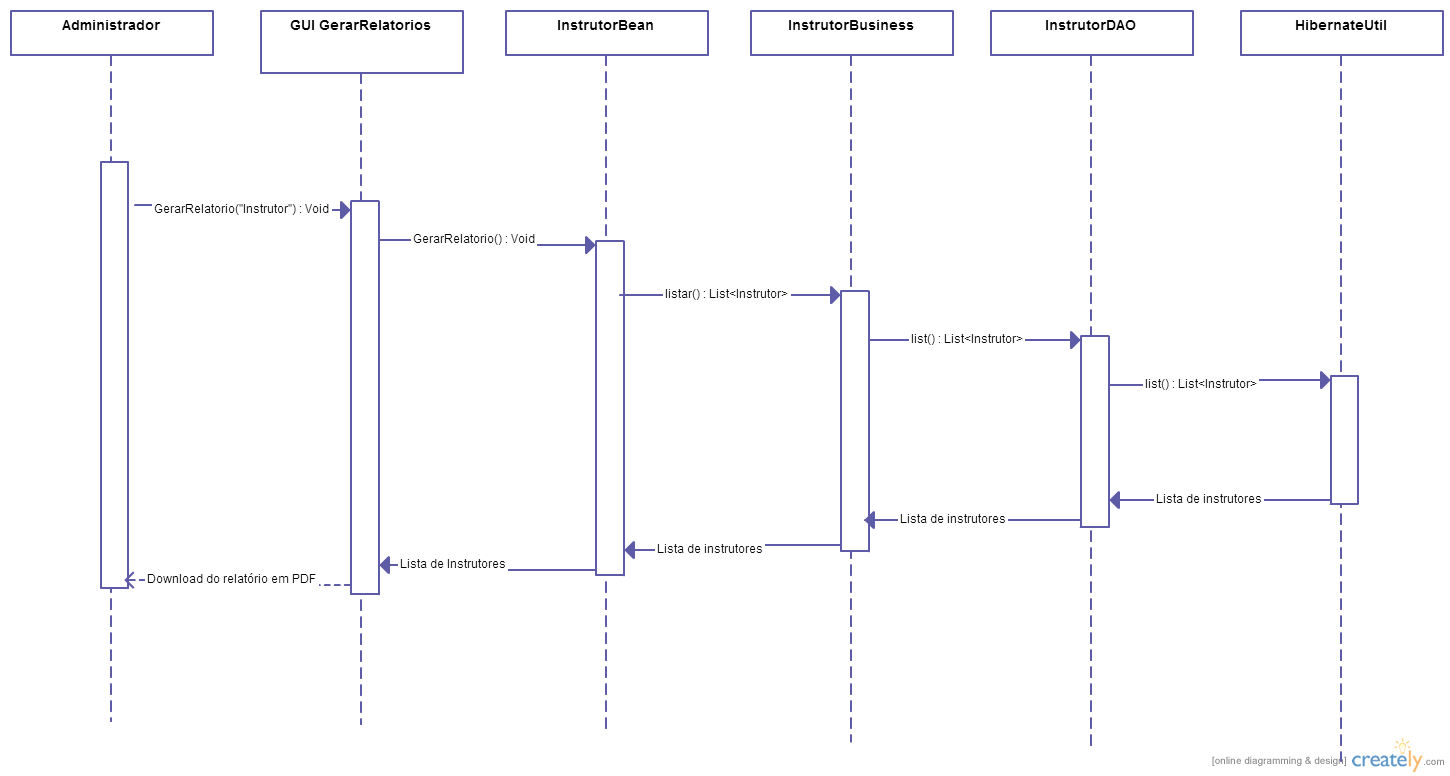 Administrador
GUI GerarRelatorios
InstrutorBean
InstrutorBusiness
InstrutorDAO
HibernateUtil
GerarRelatorio("Instrutor") : Void
GerarRelatorio() : Void
listar() : List<Instrutor>
list() : List<Instrutor>
list() : List<Instrutor>
Lista de instrutores
Lista de instrutores
Lista de instrutores
Lista de Instrutores
Download do relatório em PDF
[online diagramming & design] creately.com